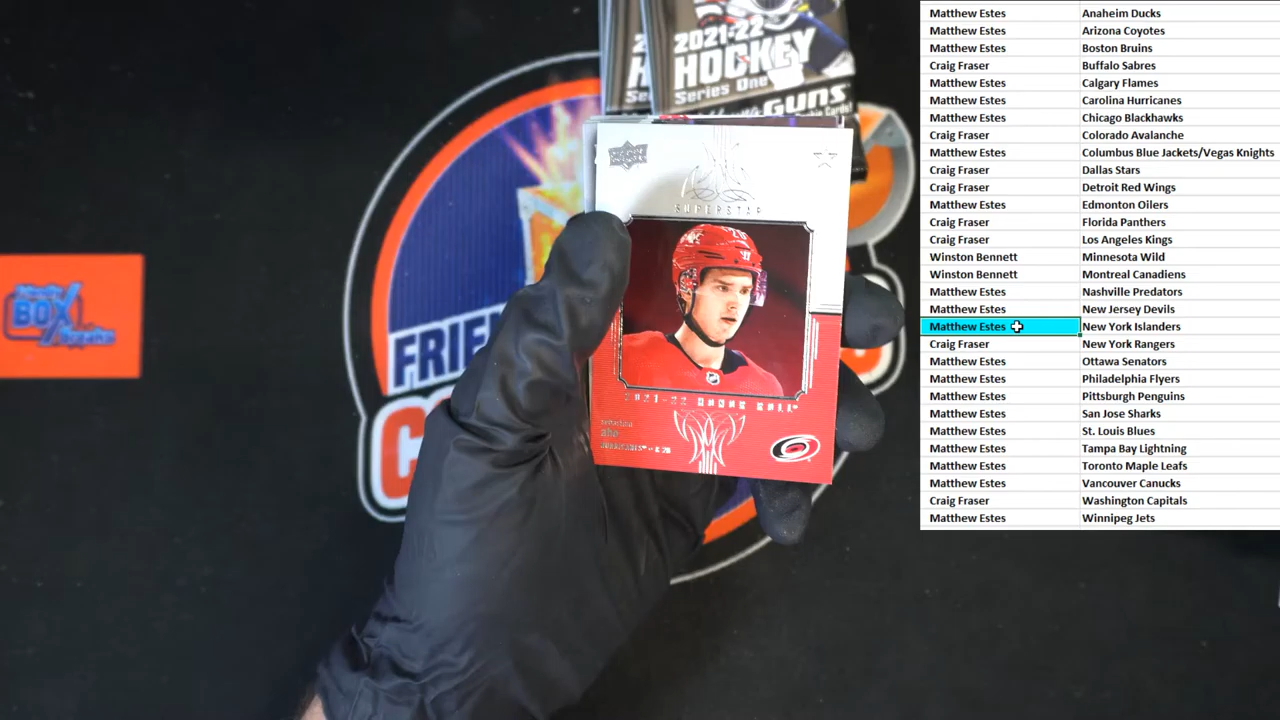 2021-22
HOCKEY
Series One
GUNS
SUPERSTAR
2021-22 HONOR ROLL
aho
HURRICANES
FRIE
BOX
Breaks
Matthew Estes Anaheim Ducks
Matthew Estes Arizona Coyotes
Matthew Estes Boston Bruins
Craig Fraser Buffalo Sabres
Matthew Estes Calgary Flames
Matthew Estes Carolina Hurricanes
Matthew Estes Chicago Blackhawks
Craig Fraser Colorado Avalanche
Matthew Estes Columbus Blue Jackets/Vegas Knights
Craig Fraser Dallas Stars
Craig Fraser Detroit Red Wings
Matthew Estes Edmonton Oilers
Craig Fraser Florida Panthers
Craig Fraser Los Angeles Kings
Winston Bennett Minnesota Wild
Winston Bennett Montreal Canadiens
Matthew Estes Nashville Predators
Matthew Estes New Jersey Devils
Matthew Estes New York Islanders
Craig Fraser New York Rangers
Matthew Estes Ottawa Senators
Matthew Estes Philadelphia Flyers
Matthew Estes Pittsburgh Penguins
Matthew Estes San Jose Sharks
Matthew Estes St. Louis Blues
Matthew Estes Tampa Bay Lightning
Matthew Estes Toronto Maple Leafs
Matthew Estes Vancouver Canucks
Craig Fraser Washington Capitals
Matthew Estes Winnipeg Jets